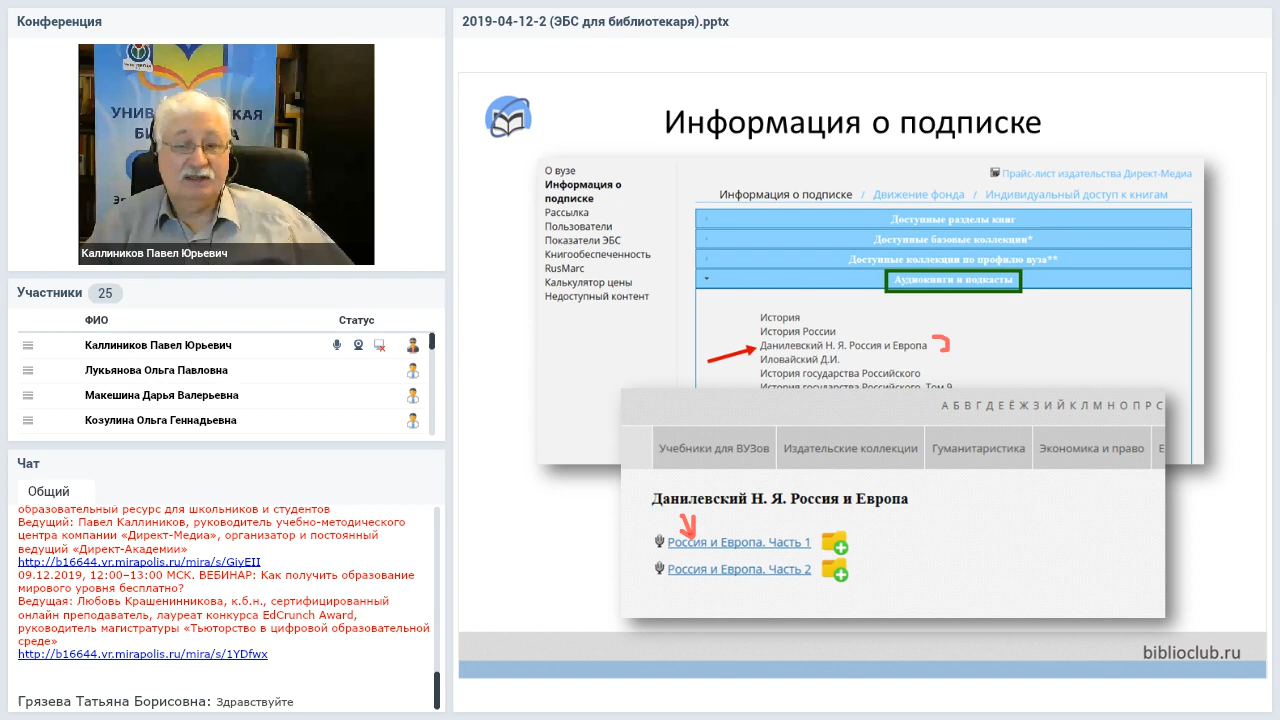 Конференция
УНИВ СКАЯ
БИ
Каллиников Павел Юрьевич
Участники 25
ФИО Статус
Каллиников Павел Юрьевич
Лукьянова Ольга Павловна
Макешина Дарья Валерьевна
Козулина Ольга Геннадьевна
Чат
Общий
образовательный ресурс для школьников и студентов
Ведущий: Павел Каллиников, руководитель учебно-методического
центра компании «Директ-Медиа», организатор и постоянный
ведущий «Директ-Академии»
http://b16644.vr.mirapolis.ru/mira/s/GiyEII
09.12.2019, 12:00–13:00 МСК. ВЕБИНАР: Как получить образование
мирового уровня бесплатно?
Ведущая: Любовь Крашенинникова, к.б.н., сертифицированный
онлайн преподаватель, лауреат конкурса EdCrunch Award,
руководитель магистратуры «Тьюторство в цифровой образовательной
среде»
http://b16644.vr.mirapolis.ru/mira/s/1YDfwx
Грязева Татьяна Борисовна: Здравствуйте
2019-04-12-2 (ЭБС для библиотекаря).pptx
Информация о подписке
О вузе
Информация о
подписке
Рассылка
Пользователи
Показатели ЭБС
Книгообеспеченность
RusMarc
Калькулятор цены
Недоступный контент
Прайс-лист издательства Директ-Медиа
Информация о подписке / Движение фонда / Индивидуальный доступ к книгам
Доступные разделы книг
Доступные базовые коллекции*
Доступные коллекции по профилю вуза**
Аудиокниги и подкасты
История
История России
Данилевский Н. Я. Россия и Европа
Иловайский Д.И.
История государства Российского
История государства Российского. Том 9
А Б В Г Д Е Ё Ж З И Й К Л М Н О П Р С
Учебники для ВУЗов Издательские коллекции Гуманитаристика Экономика и право Е
Данилевский Н. Я. Россия и Европа
Россия и Европа. Часть 1
Россия и Европа. Часть 2
biblioclub.ru